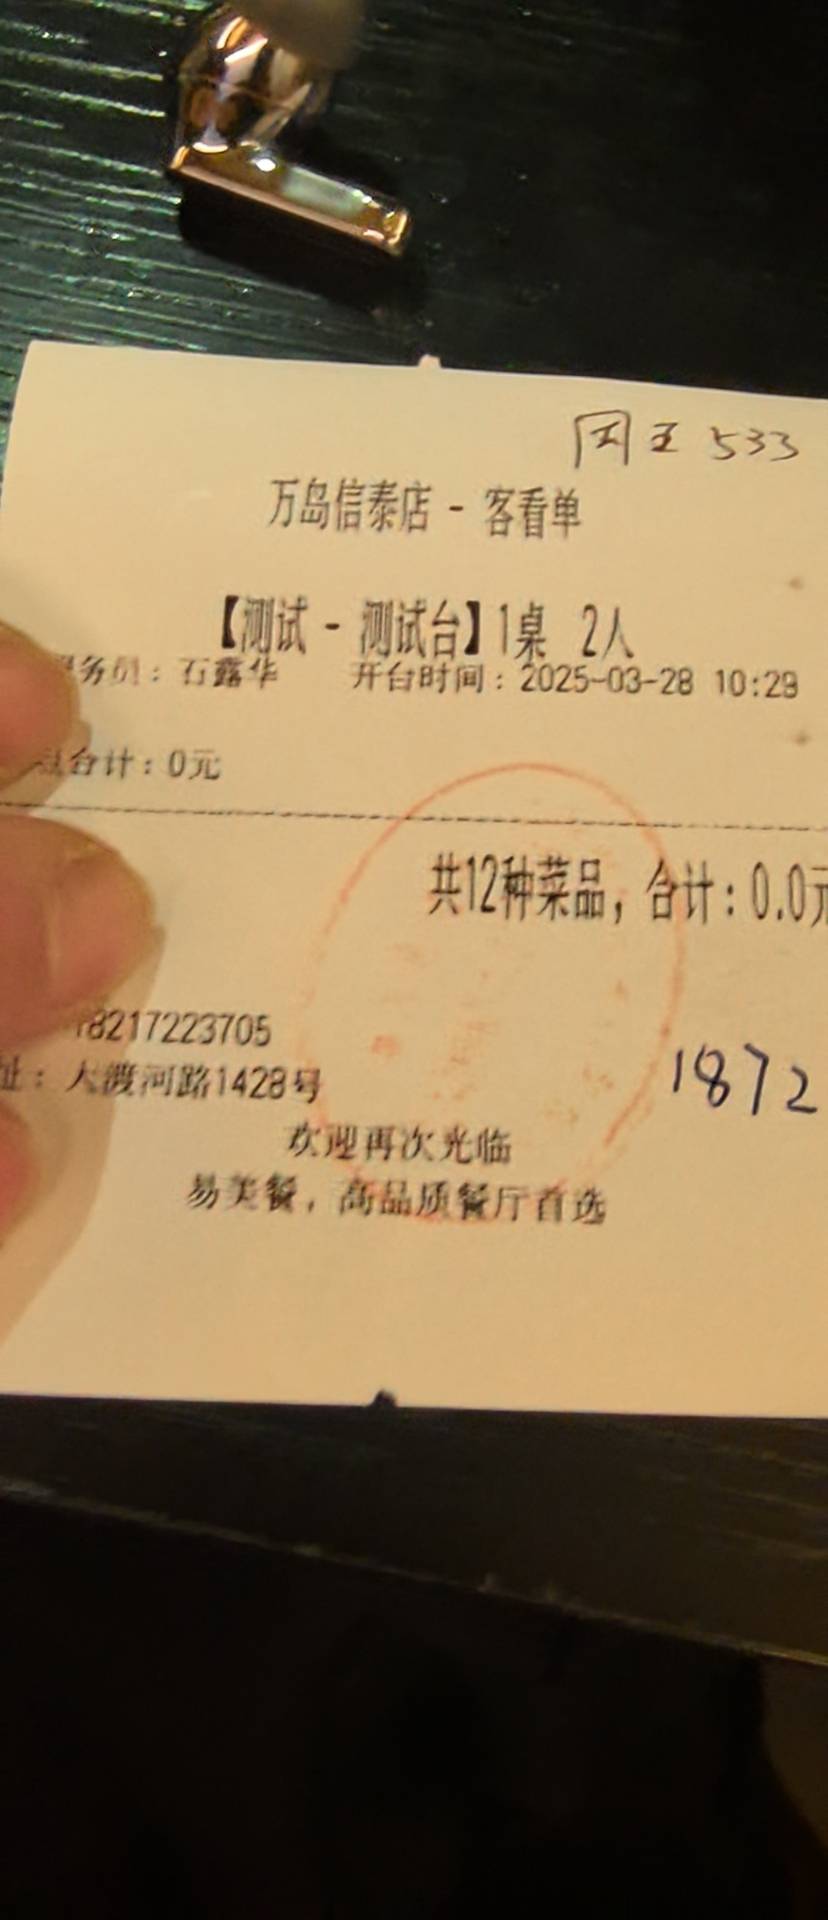 王 533
万岛信泰店 - 客看单
【测试 - 测试台】1桌 2人
服务员：石露华 开台时间：2025-03-28 10:29
合计：0元
共12种菜品，合计：0.0元
18217223705
址：大渡河路1428号
1872
欢迎再次光临
易美餐，高品质餐厅首选